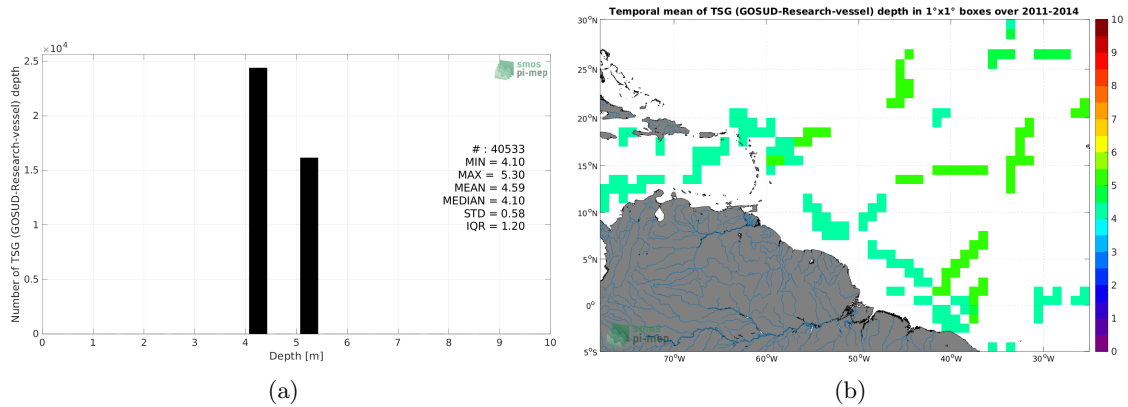 ×10⁴
2.5
2
1.5
1
0.5
0
0 1 2 3 4 5 6 7 8 9 10
Number of TSG (GOSUD-Research-vessel) depth
Depth [m]
smos
pi-mep
# : 40533
MIN = 4.10
MAX = 5.30
MEAN = 4.59
MEDIAN = 4.10
STD = 0.58
IQR = 1.20
(a)
Temporal mean of TSG (GOSUD-Research-vessel) depth in 1°x1° boxes over 2011-2014
30°N
25°N
20°N
15°N
10°N
5°N
0°
5°S
70°W 60°W 50°W 40°W 30°W
smos
pi-mep
10
9
8
7
6
5
4
3
2
1
0
(b)